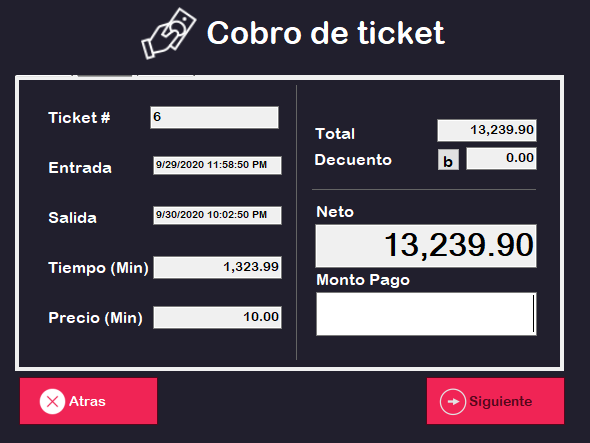 Cobro de ticket
Ticket # 6
Entrada 9/29/2020 11:58:50 PM
Salida 9/30/2020 10:02:50 PM
Tiempo (Min) 1,323.99
Precio (Min) 10.00
Total 13,239.90
Decuento b 0.00
Neto
13,239.90
Monto Pago
Atras
Siguiente